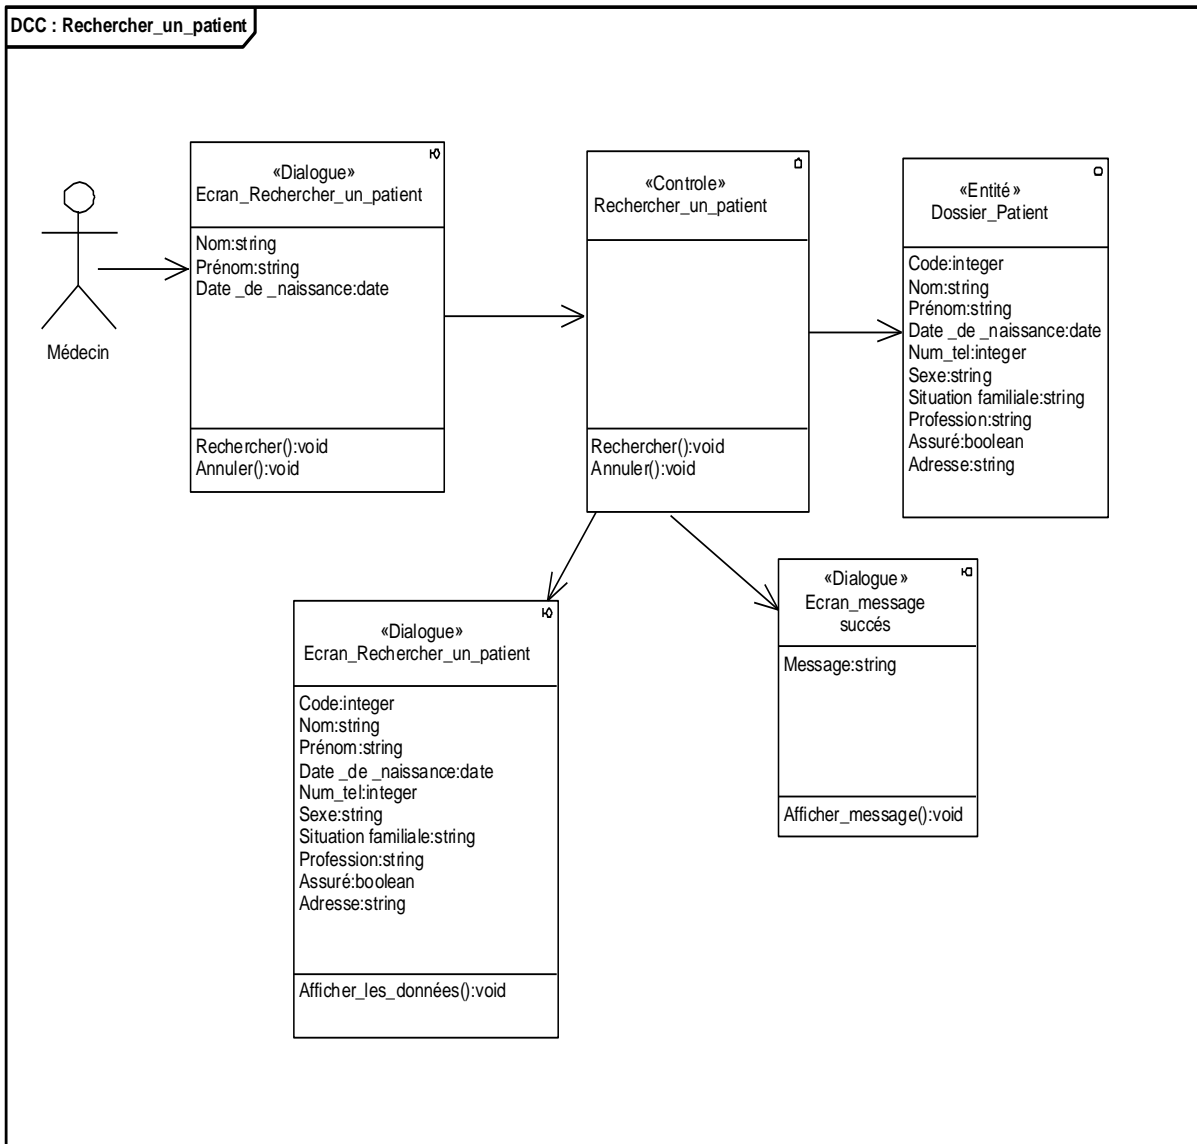 DCC : Rechercher_un_patient
Médecin
«Dialogue»
Ecran_Rechercher_un_patient
Nom:string
Prénom:string
Date _de _naissance:date
Rechercher():void
Annuler():void
«Controle»
Rechercher_un_patient
Rechercher():void
Annuler():void
«Entité»
Dossier_Patient
Code:integer
Nom:string
Prénom:string
Date _de _naissance:date
Num_tel:integer
Sexe:string
Situation familiale:string
Profession:string
Assuré:boolean
Adresse:string
«Dialogue»
Ecran_Rechercher_un_patient
Code:integer
Nom:string
Prénom:string
Date _de _naissance:date
Num_tel:integer
Sexe:string
Situation familiale:string
Profession:string
Assuré:boolean
Adresse:string
Afficher_les_données():void
«Dialogue»
Ecran_message
succés
Message:string
Afficher_message():void